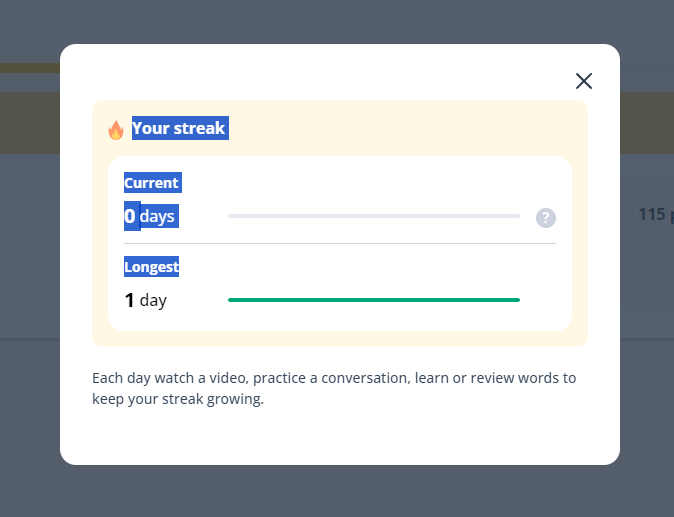 Your streak
Current
0 days
?
Longest
1 day
Each day watch a video, practice a conversation, learn or review words to
keep your streak growing.
115 p